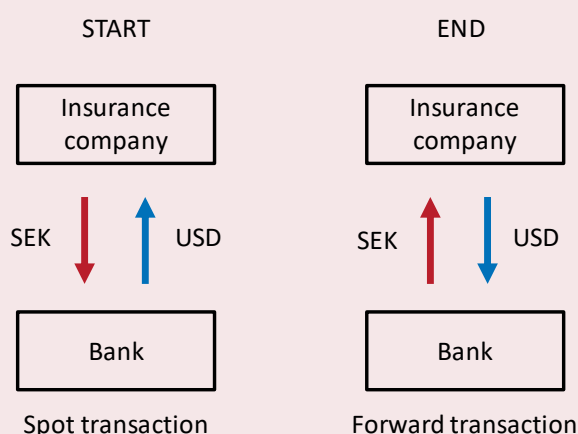 START
Insurance
company
SEK
USD
Bank
Spot transaction
END
Insurance
company
SEK
USD
Bank
Forward transaction